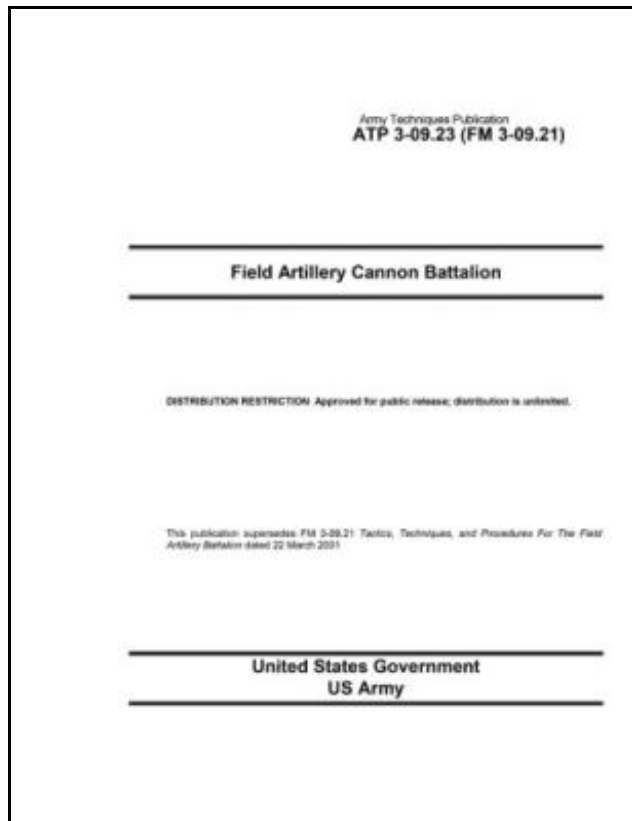 Army Techniques Publication
ATP 3-09.23 (FM 3-09.21)
Field Artillery Cannon Battalion
DISTRIBUTION RESTRICTION Approved for public release; distribution is unlimited.
This publication supersedes FM 3-09.21 Tactics, Techniques, and Procedures For The Field
Artillery Battalion dated 22 March 2001
United States Government
US Army